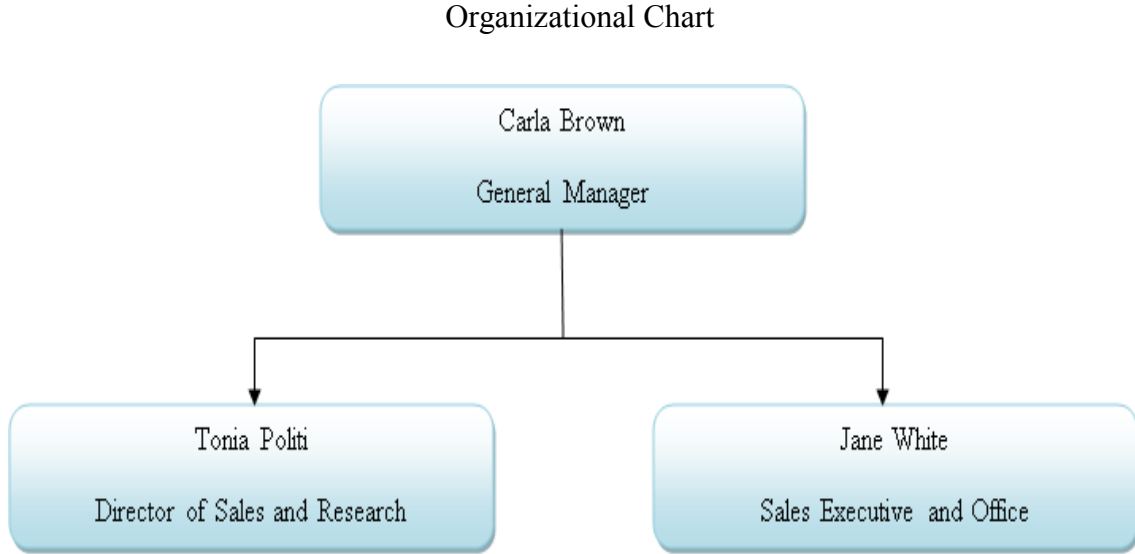 Organizational Chart
Carla Brown
General Manager
Tonia Politi
Director of Sales and Research
Jane White
Sales Executive and Office